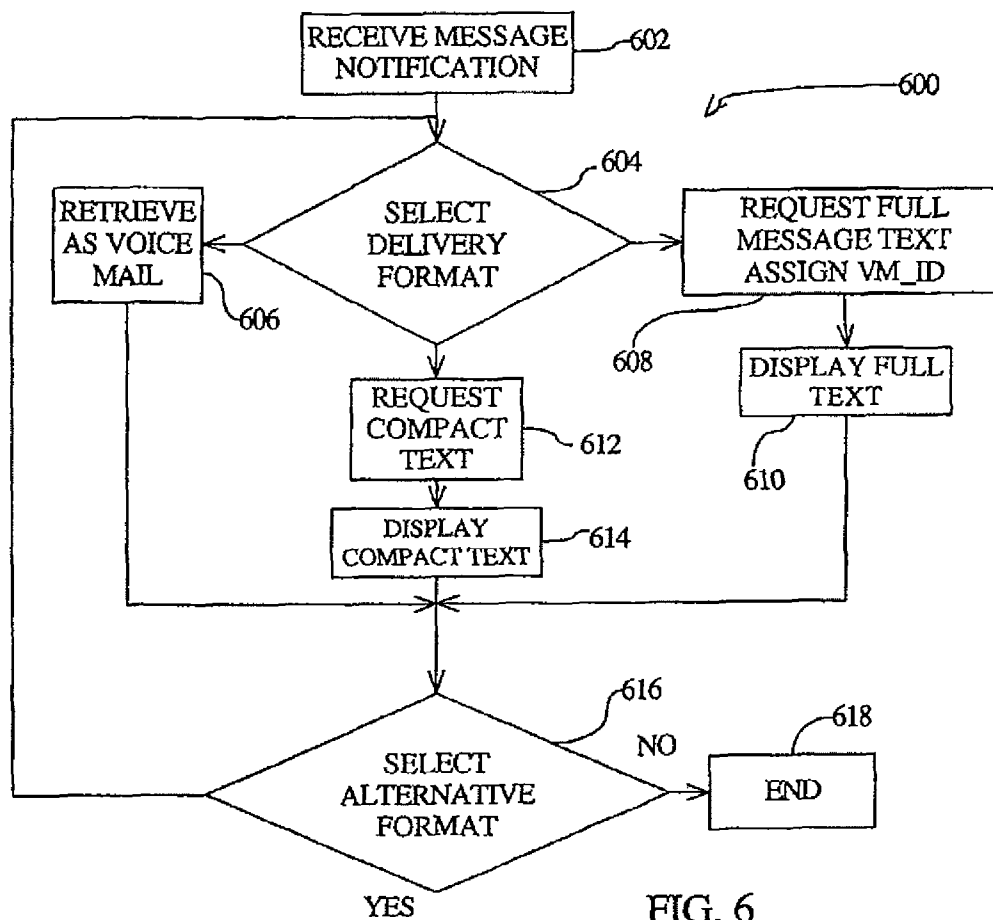 RECEIVE MESSAGE
NOTIFICATION
602
600
604
SELECT
DELIVERY
FORMAT
RETRIEVE
AS VOICE
MAIL
606
REQUEST FULL
MESSAGE TEXT
ASSIGN VM_ID
608
DISPLAY FULL
TEXT
610
REQUEST
COMPACT
TEXT
612
DISPLAY
COMPACT TEXT
614
616
SELECT
ALTERNATIVE
FORMAT
NO
618
END
YES
FIG. 6